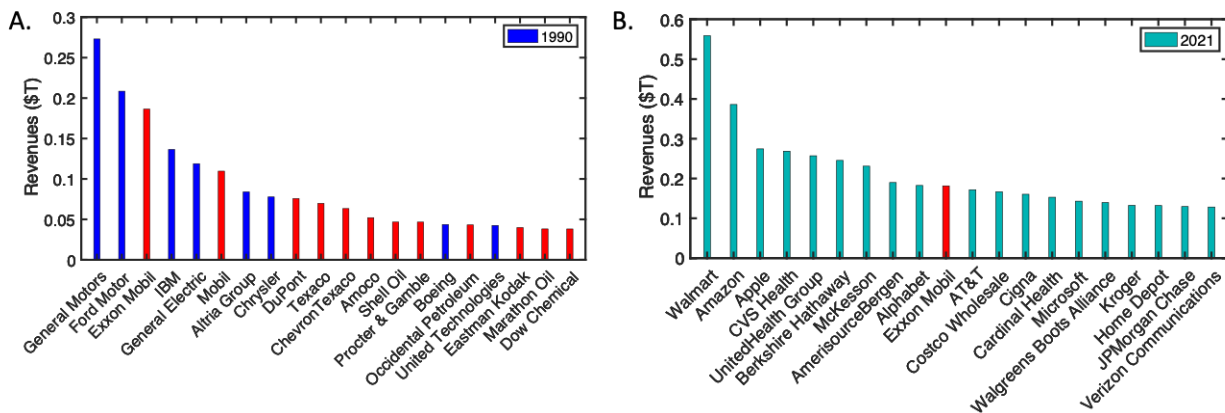 A.
0.3
0.25
0.2
0.15
0.1
0.05
0
Revenues ($T)
1990
General Motors
Ford Motor
Exxon Mobil
IBM
General Electric
Mobil
Altria Group
Chrysler
DuPont
Texaco
Chevron Texaco
Amoco
Shell Oil
Procter & Gamble
Boeing
Occidental Petroleum
United Technologies
Eastman Kodak
Marathon Oil
Dow Chemical
B.
0.6
0.5
0.4
0.3
0.2
0.1
0
Revenues ($T)
2021
Walmart
Amazon
Apple
CVS Health
UnitedHealth Group
Berkshire Hathaway
McKesson
AmerisourceBergen
Alphabet
Exxon Mobil
AT&T
Costco Wholesale
Cigna
Cardinal Health
Microsoft
Walgreens Boots Alliance
Kroger
Home Depot
JPMorgan Chase
Verizon Communications